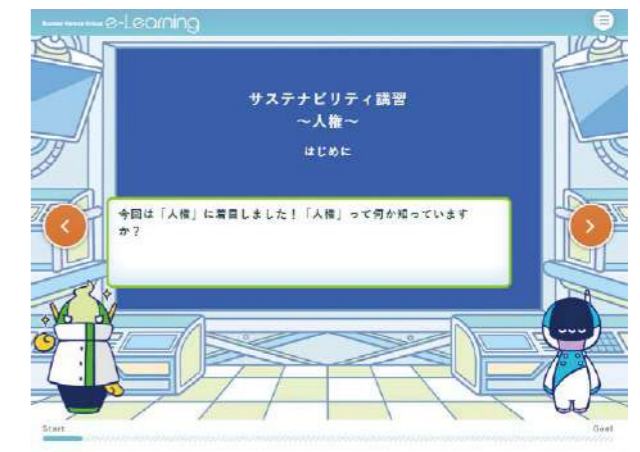 e-Learning
サステナビリティ講習
～人権～
はじめに
今回は「人権」に着目しました！「人権」って何か知っています
か？
Start
Goal